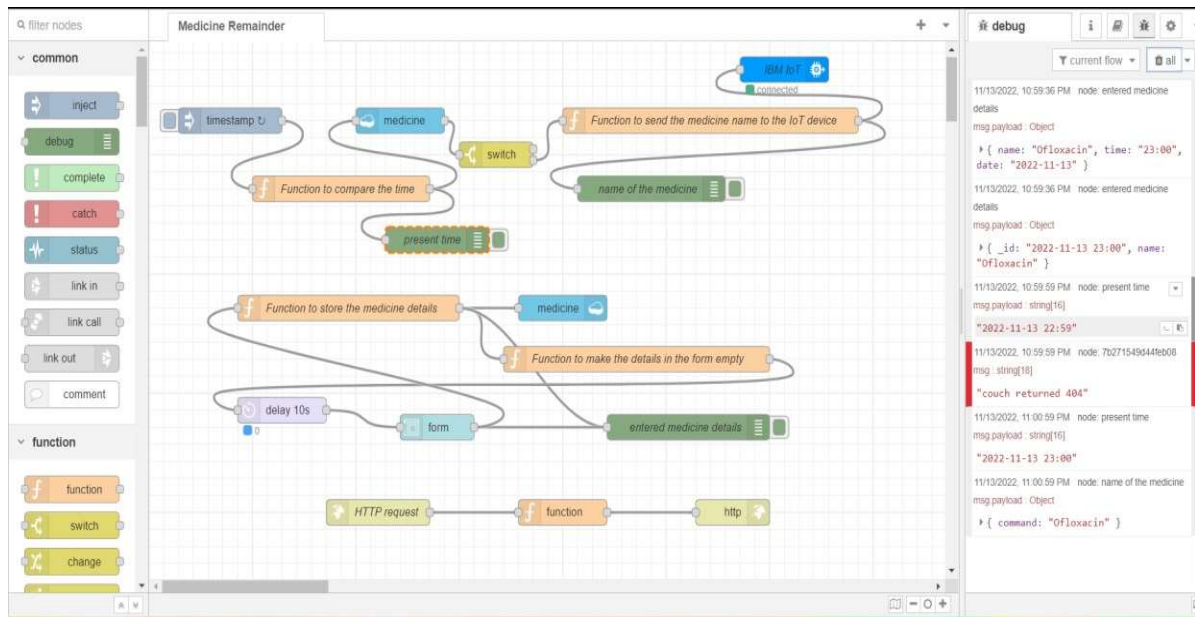 filter nodes
common
inject
debug
complete
catch
status
link in
link call
link out
comment
function
function
switch
change
Medicine Remainder
IBM IoT
connected
timestamp ↻
medicine
Function to send the medicine name to the IoT device
switch
Function to compare the time
name of the medicine
present time
Function to store the medicine details
medicine
Function to make the details in the form empty
delay 10s
0
form
entered medicine details
HTTP request
function
http
debug
i
current flow
all
11/13/2022, 10:59:36 PM node: entered medicine
details
msg.payload : Object
{ name: "Ofloxacin", time: "23:00",
date: "2022-11-13" }
11/13/2022, 10:59:36 PM node: entered medicine
details
msg.payload : Object
{ _id: "2022-11-13 23:00", name:
"Ofloxacin" }
11/13/2022, 10:59:59 PM node: present time
msg.payload : string[16]
"2022-11-13 22:59"
11/13/2022, 10:59:59 PM node: 7b271549d44feb08
msg : string[18]
"couch returned 404"
11/13/2022, 11:00:59 PM node: present time
msg.payload : string[16]
"2022-11-13 23:00"
11/13/2022, 11:00:59 PM node: name of the medicine
msg.payload : Object
{ command: "Ofloxacin" }